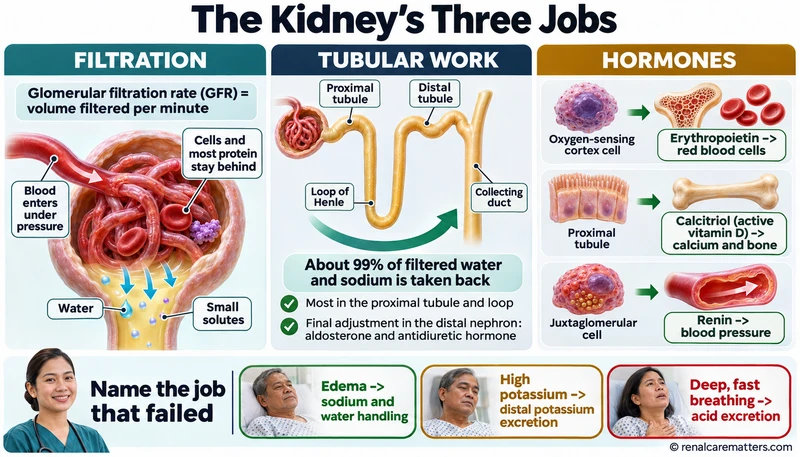 The Kidney's Three Jobs
FILTRATION
Glomerular filtration rate (GFR) =
volume filtered per minute
Cells and
most protein
stay behind
Blood
enters
under
pressure
Water
Small
solutes
TUBULAR WORK
Proximal
tubule
Distal
tubule
Loop of
Henle
Collecting
duct
About 99% of filtered water
and sodium is taken back
Most in the proximal tubule and loop
Final adjustment in the distal nephron:
aldosterone and antidiuretic hormone
HORMONES
Oxygen-sensing
cortex cell
Erythropoietin →
red blood cells
Proximal
tubule
Calcitriol (active
vitamin D) →
calcium and bone
Juxtaglomerular
cell
Renin →
blood pressure
Name the job
that failed
Edema →
sodium and
water handling
High
potassium →
distal potassium
excretion
Deep, fast
breathing →
acid excretion
© renalcarematters.com